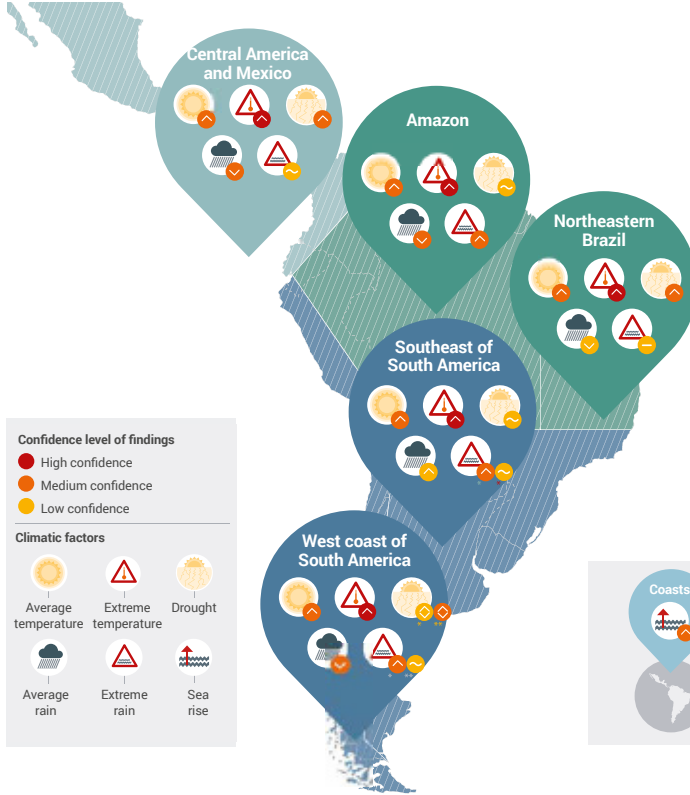 Central America
and Mexico
Amazon
Northeastern
Brazil
Southeast of
South America
West coast of
South America
Confidence level of findings
High confidence
Medium confidence
Low confidence
Climatic factors
Average
temperature
Extreme
temperature
Drought
Average
rain
Extreme
rain
Sea
rise
Coasts